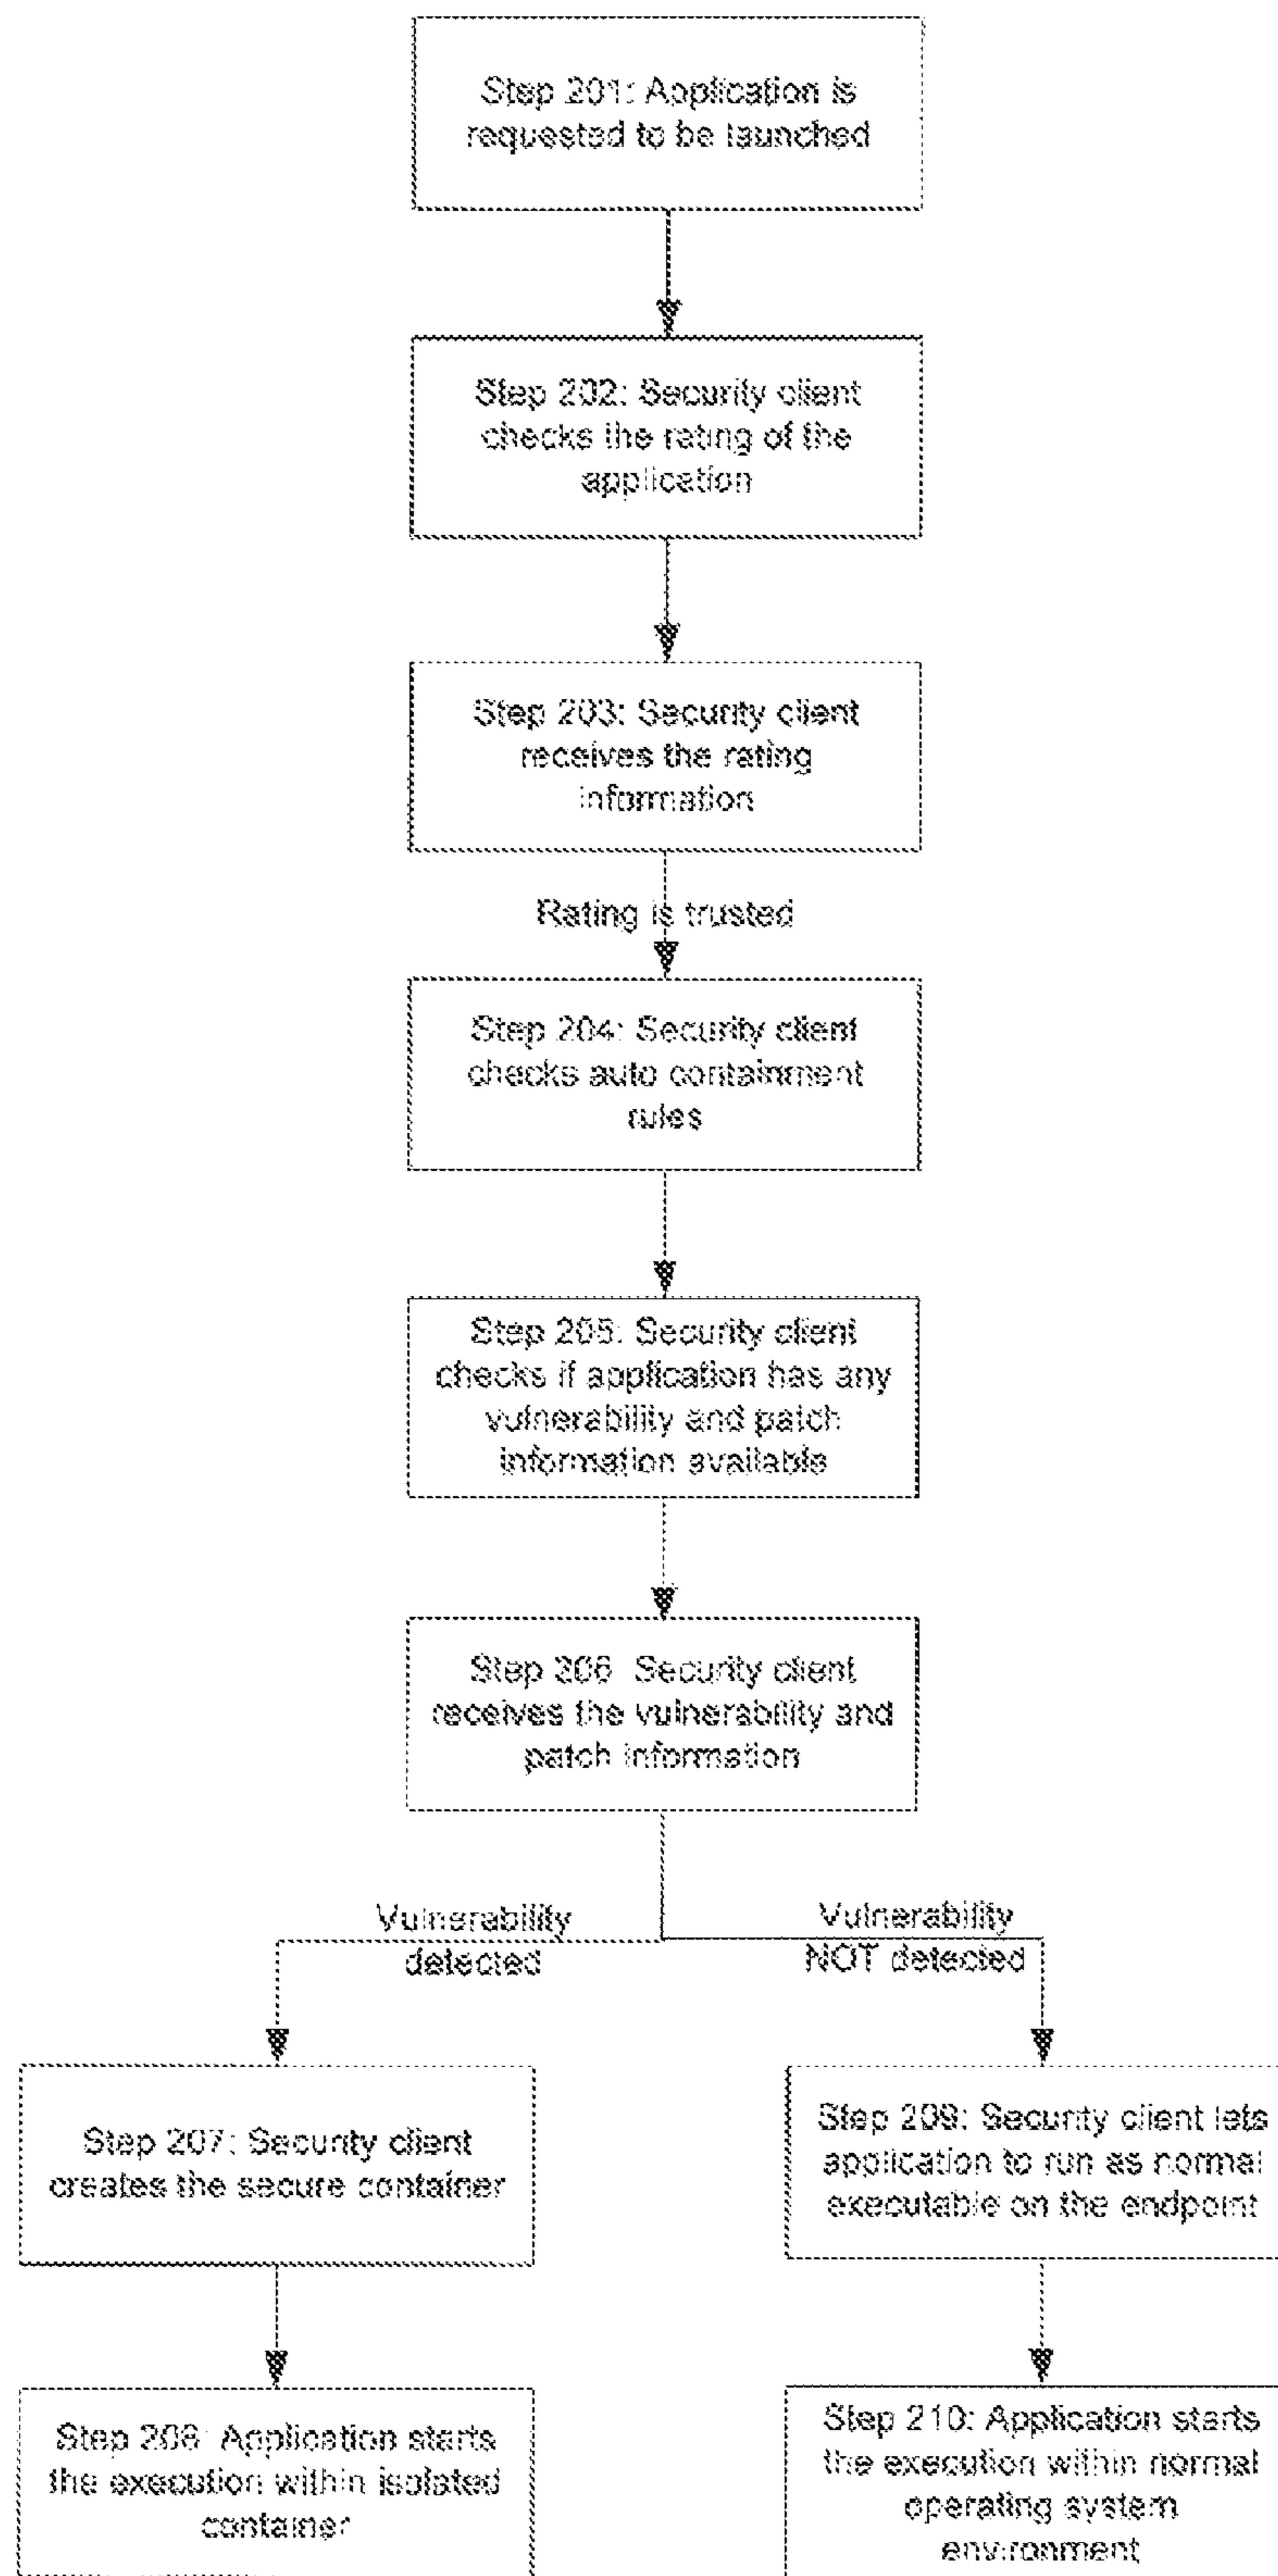 Step 201: Application is
requested to be launched
Step 202: Security client
checks the rating of the
application
Step 203: Security client
receives the rating
information
Rating is trusted
Step 204: Security client
checks auto containment
rules
Step 205: Security client
checks if application has any
vulnerability and patch
information available
Step 206: Security client
receives the vulnerability and
patch information
Vulnerability
detected
Vulnerability
NOT detected
Step 207: Security client
creates the secure container
Step 209: Security client lets
application to run as normal
executable on the endpoint
Step 208: Application starts
the execution within isolated
container
Step 210: Application starts
the execution within normal
operating system
environment